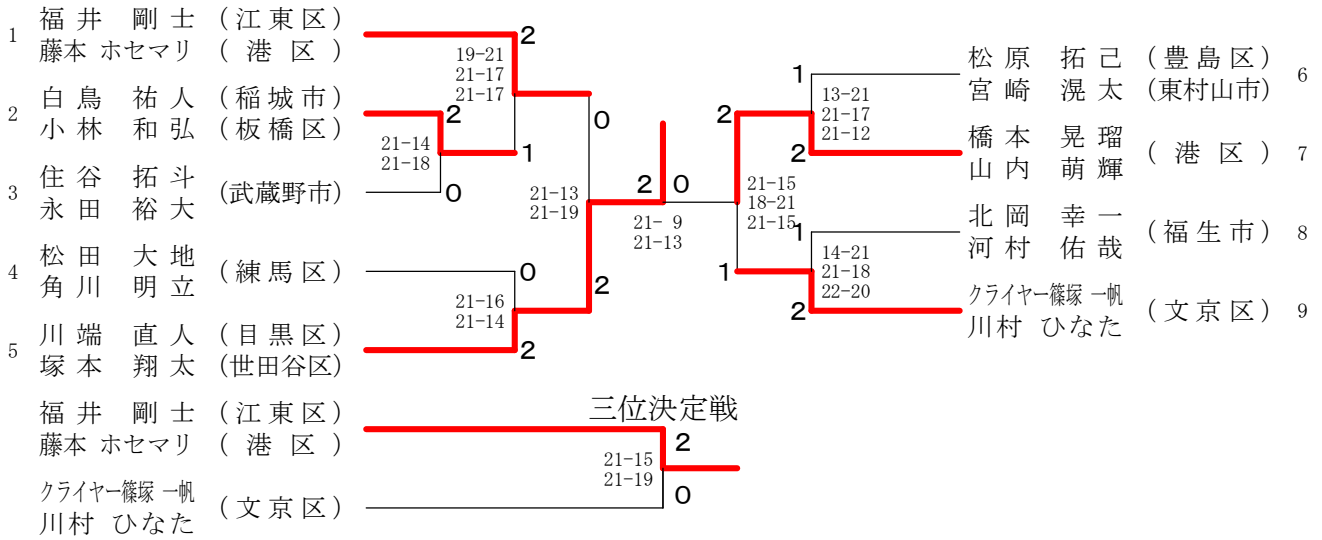 1 福井 剛士 (江東区)
藤本 ホセマリ (港区)
2 白鳥 祐人 (稲城市)
小林 和弘 (板橋区)
3 住谷 拓斗
永田 裕大
(武蔵野市)
4 松田 大地
角川 明立
(練馬区)
5 川端 直人 (目黒区)
塚本 翔太 (世田谷区)
2
19-21
21-17
21-17
1
2
21-14
21-18
0
0
21-13
21-19
2
0
21-16
21-14
2
2 0
21- 9
21-13
2
21-15
18-21
21-15
1
1
13-21
21-17
21-12
2
1
14-21
21-18
22-20
2
松原 拓己 (豊島区) 6
宮崎 滉太 (東村山市)
橋本 晃瑠
山内 萌輝
(港区) 7
北岡 幸一
河村 佑哉
(福生市) 8
クライヤー篠塚 一帆
川村 ひなた
(文京区) 9
三位決定戦
福井 剛士 (江東区)
藤本 ホセマリ (港区)
2
21-15
21-19
0
クライヤー篠塚 一帆
川村 ひなた
(文京区)